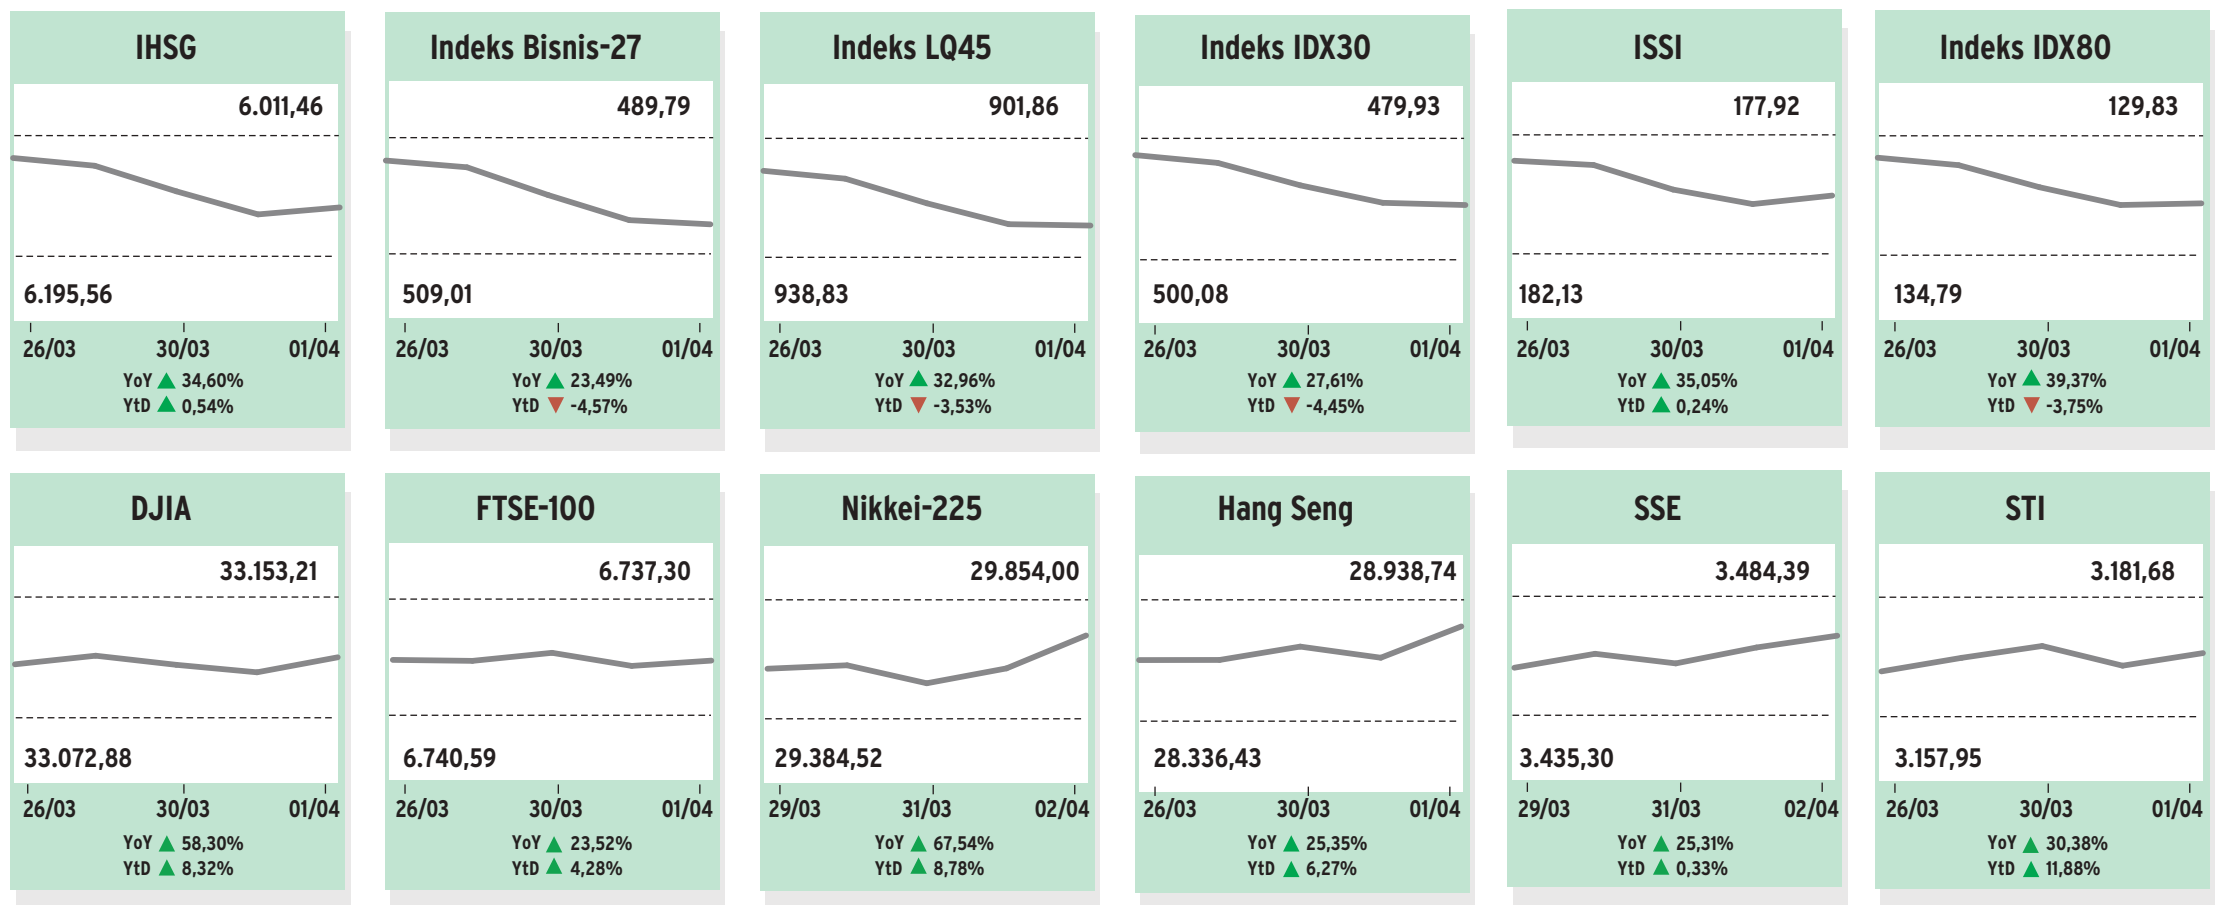 IHSG
6.011,46
6.195,56
26/03 30/03 01/04
YoY ▲ 34,60%
YtD ▲ 0,54%
Indeks Bisnis-27
489,79
509,01
26/03 30/03 01/04
YoY ▲ 23,49%
YtD ▼ -4,57%
Indeks LQ45
901,86
938,83
26/03 30/03 01/04
YoY ▲ 32,96%
YtD ▼ -3,53%
Indeks IDX30
479,93
500,08
26/03 30/03 01/04
YoY ▲ 27,61%
YtD ▼ -4,45%
ISSI
177,92
182,13
26/03 30/03 01/04
YoY ▲ 35,05%
YtD ▲ 0,24%
Indeks IDX80
129,83
134,79
26/03 30/03 01/04
YoY ▲ 39,37%
YtD ▼ -3,75%
DJIA
33.153,21
33.072,88
26/03 30/03 01/04
YoY ▲ 58,30%
YtD ▲ 8,32%
FTSE-100
6.737,30
6.740,59
26/03 30/03 01/04
YoY ▲ 23,52%
YtD ▲ 4,28%
Nikkei-225
29.854,00
29.384,52
29/03 31/03 02/04
YoY ▲ 67,54%
YtD ▲ 8,78%
Hang Seng
28.938,74
28.336,43
26/03 30/03 01/04
YoY ▲ 25,35%
YtD ▲ 6,27%
SSE
3.484,39
3.435,30
29/03 31/03 02/04
YoY ▲ 25,31%
YtD ▲ 0,33%
STI
3.181,68
3.157,95
26/03 30/03 01/04
YoY ▲ 30,38%
YtD ▲ 11,88%